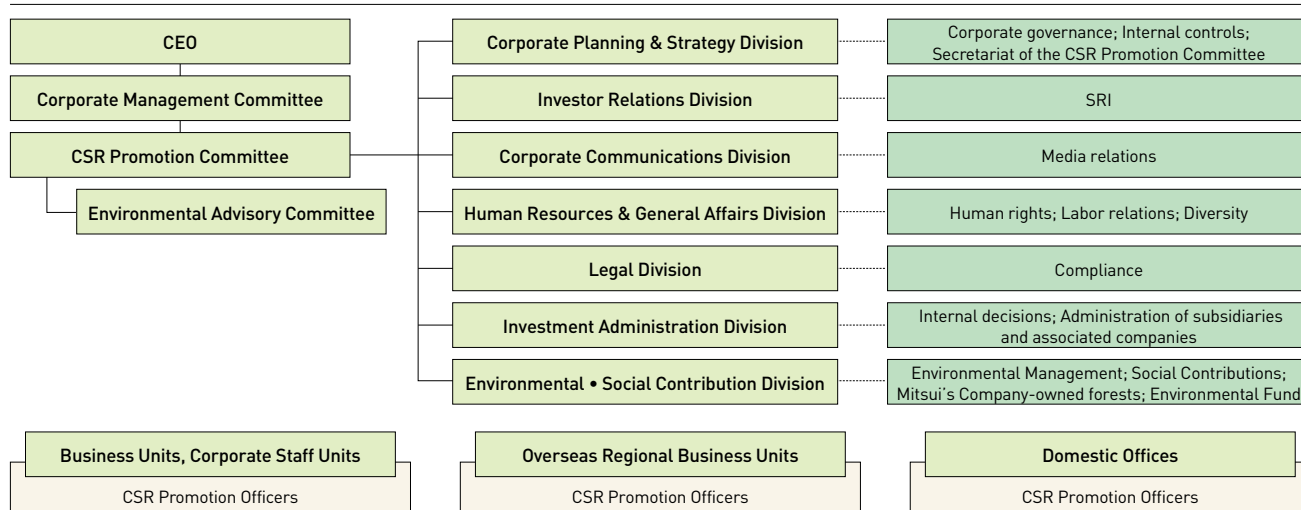 CEO
Corporate Management Committee
CSR Promotion Committee
Environmental Advisory Committee
Corporate Planning & Strategy Division
Corporate governance; Internal controls;
Secretariat of the CSR Promotion Committee
Investor Relations Division
SRI
Corporate Communications Division
Media relations
Human Resources & General Affairs Division
Human rights; Labor relations; Diversity
Legal Division
Compliance
Investment Administration Division
Internal decisions; Administration of subsidiaries
and associated companies
Environmental • Social Contribution Division
Environmental Management; Social Contributions;
Mitsui’s Company-owned forests; Environmental Fund
Business Units, Corporate Staff Units
CSR Promotion Officers
Overseas Regional Business Units
CSR Promotion Officers
Domestic Offices
CSR Promotion Officers